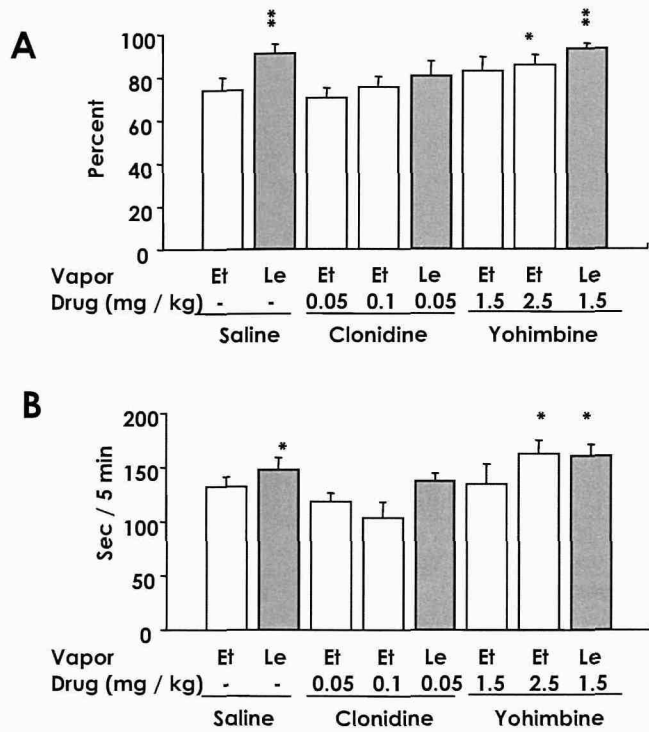 A
Percent
100
80
60
40
20
0
** * **
Vapor Et Le Et Et Le Et Et Le
Drug (mg / kg) - - 0.05 0.1 0.05 1.5 2.5 1.5
Saline Clonidine Yohimbine
B
Sec / 5 min
200
150
100
50
0
* * *
Vapor Et Le Et Et Le Et Et Le
Drug (mg / kg) - - 0.05 0.1 0.05 1.5 2.5 1.5
Saline Clonidine Yohimbine